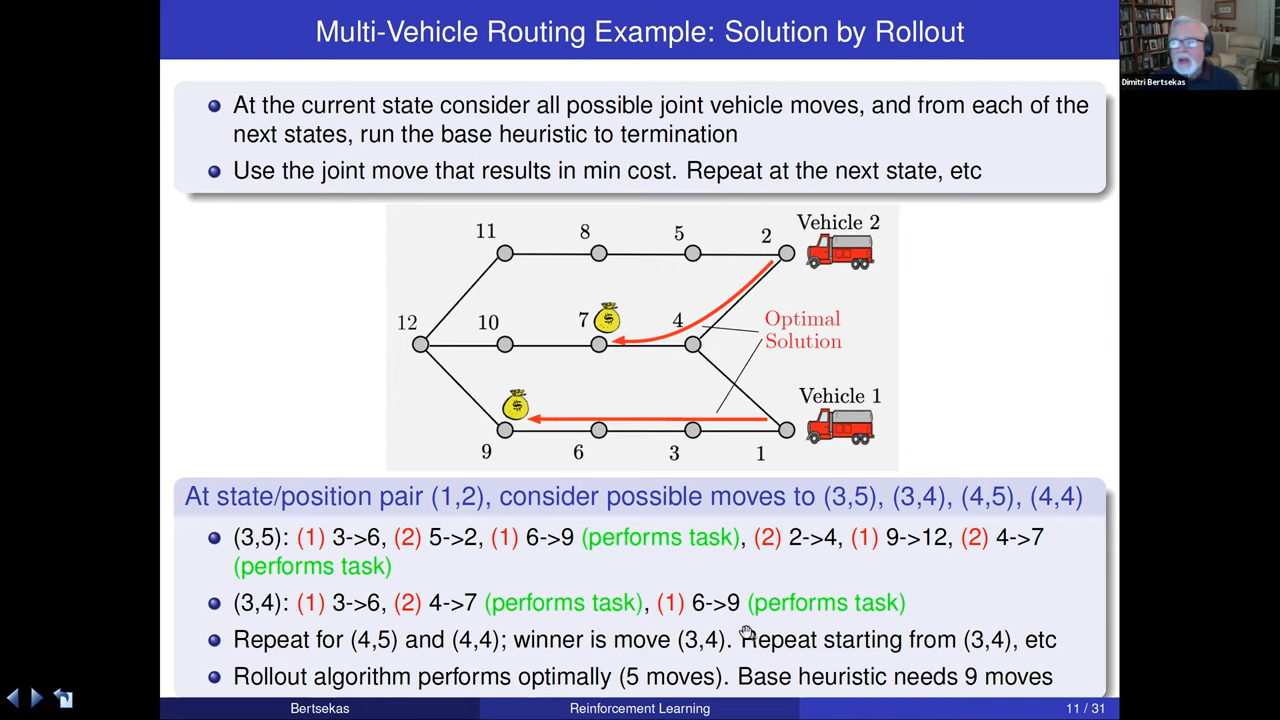 Multi-Vehicle Routing Example: Solution by Rollout
Dimitri Bertsekas
At the current state consider all possible joint vehicle moves, and from each of the
next states, run the base heuristic to termination
Use the joint move that results in min cost. Repeat at the next state, etc
Vehicle 2
11 8 5 2
12 10 7 $ 4
Optimal
Solution
$
Vehicle 1
9 6 3 1
At state/position pair (1,2), consider possible moves to (3,5), (3,4), (4,5), (4,4)
(3,5): (1) 3->6, (2) 5->2, (1) 6->9 (performs task), (2) 2->4, (1) 9->12, (2) 4->7
(performs task)
(3,4): (1) 3->6, (2) 4->7 (performs task), (1) 6->9 (performs task)
Repeat for (4,5) and (4,4); winner is move (3,4). Repeat starting from (3,4), etc
Rollout algorithm performs optimally (5 moves). Base heuristic needs 9 moves
Bertsekas Reinforcement Learning 11 / 31